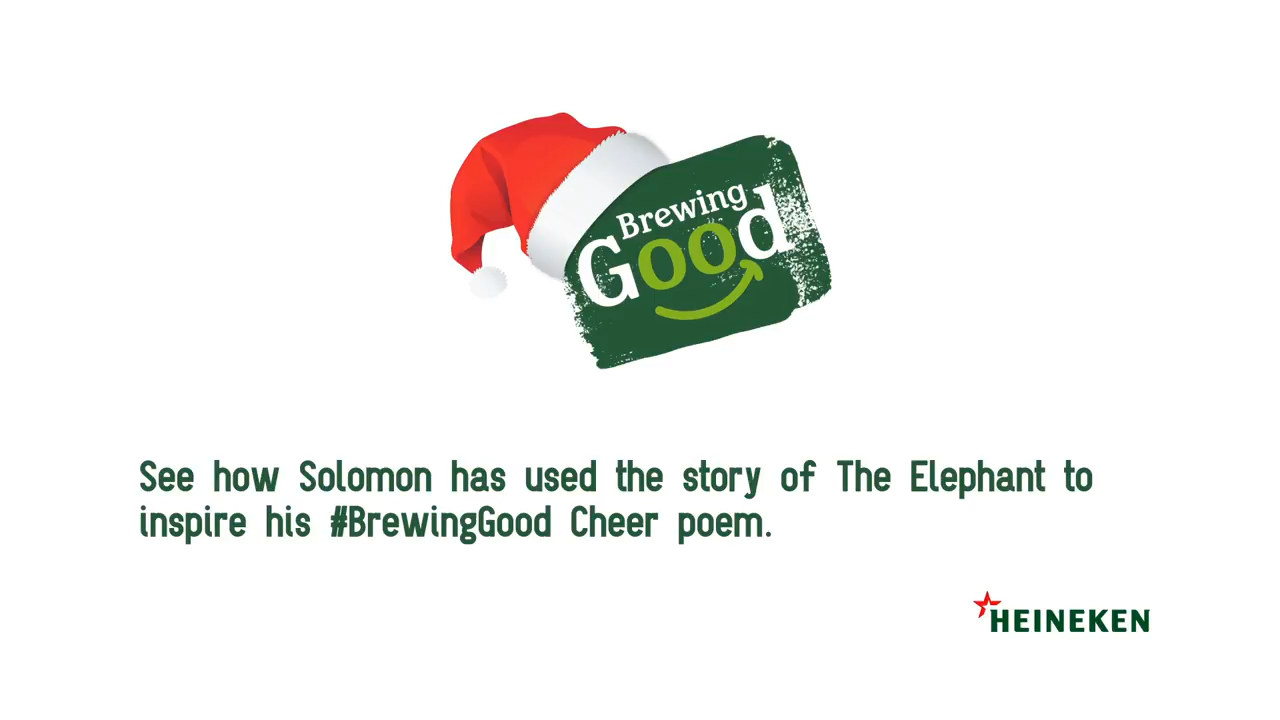 Brewing
Good
See how Solomon has used the story of The Elephant to
inspire his #BrewingGood Cheer poem.
HEINEKEN